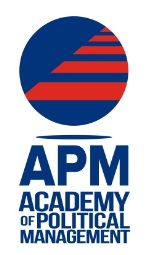 APM
ACADEMY
OF POLITICAL
MANAGEMENT